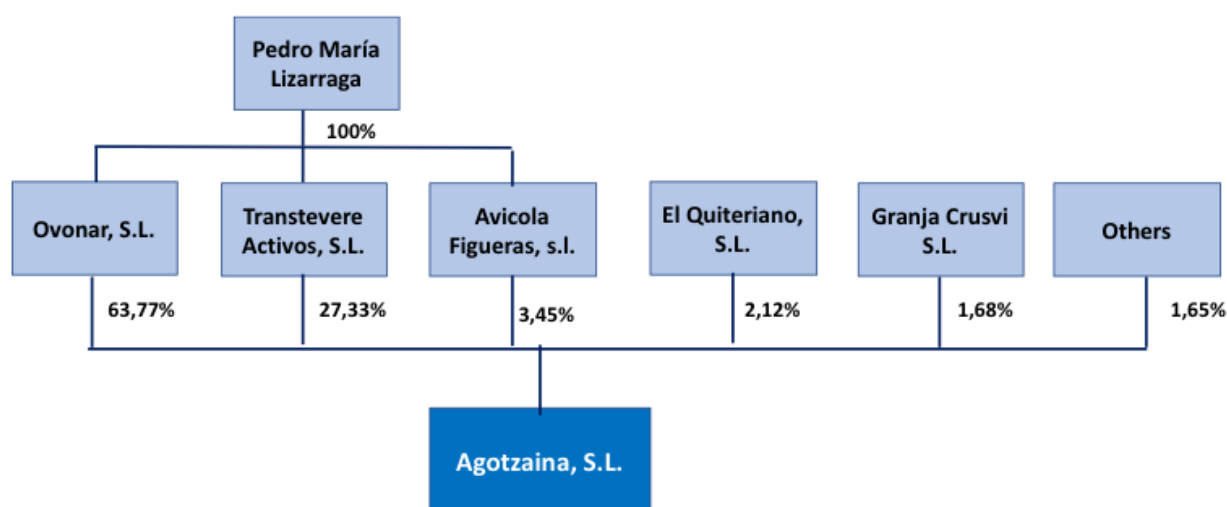 Pedro María
Lizarraga
100%
Ovonar, S.L.
Transtevere
Activos, S.L.
Avicola
Figueras, s.l.
El Quiteriano,
S.L.
Granja Crusvi
S.L.
Others
63,77%
27,33%
3,45%
2,12%
1,68%
1,65%
Agotzaina, S.L.